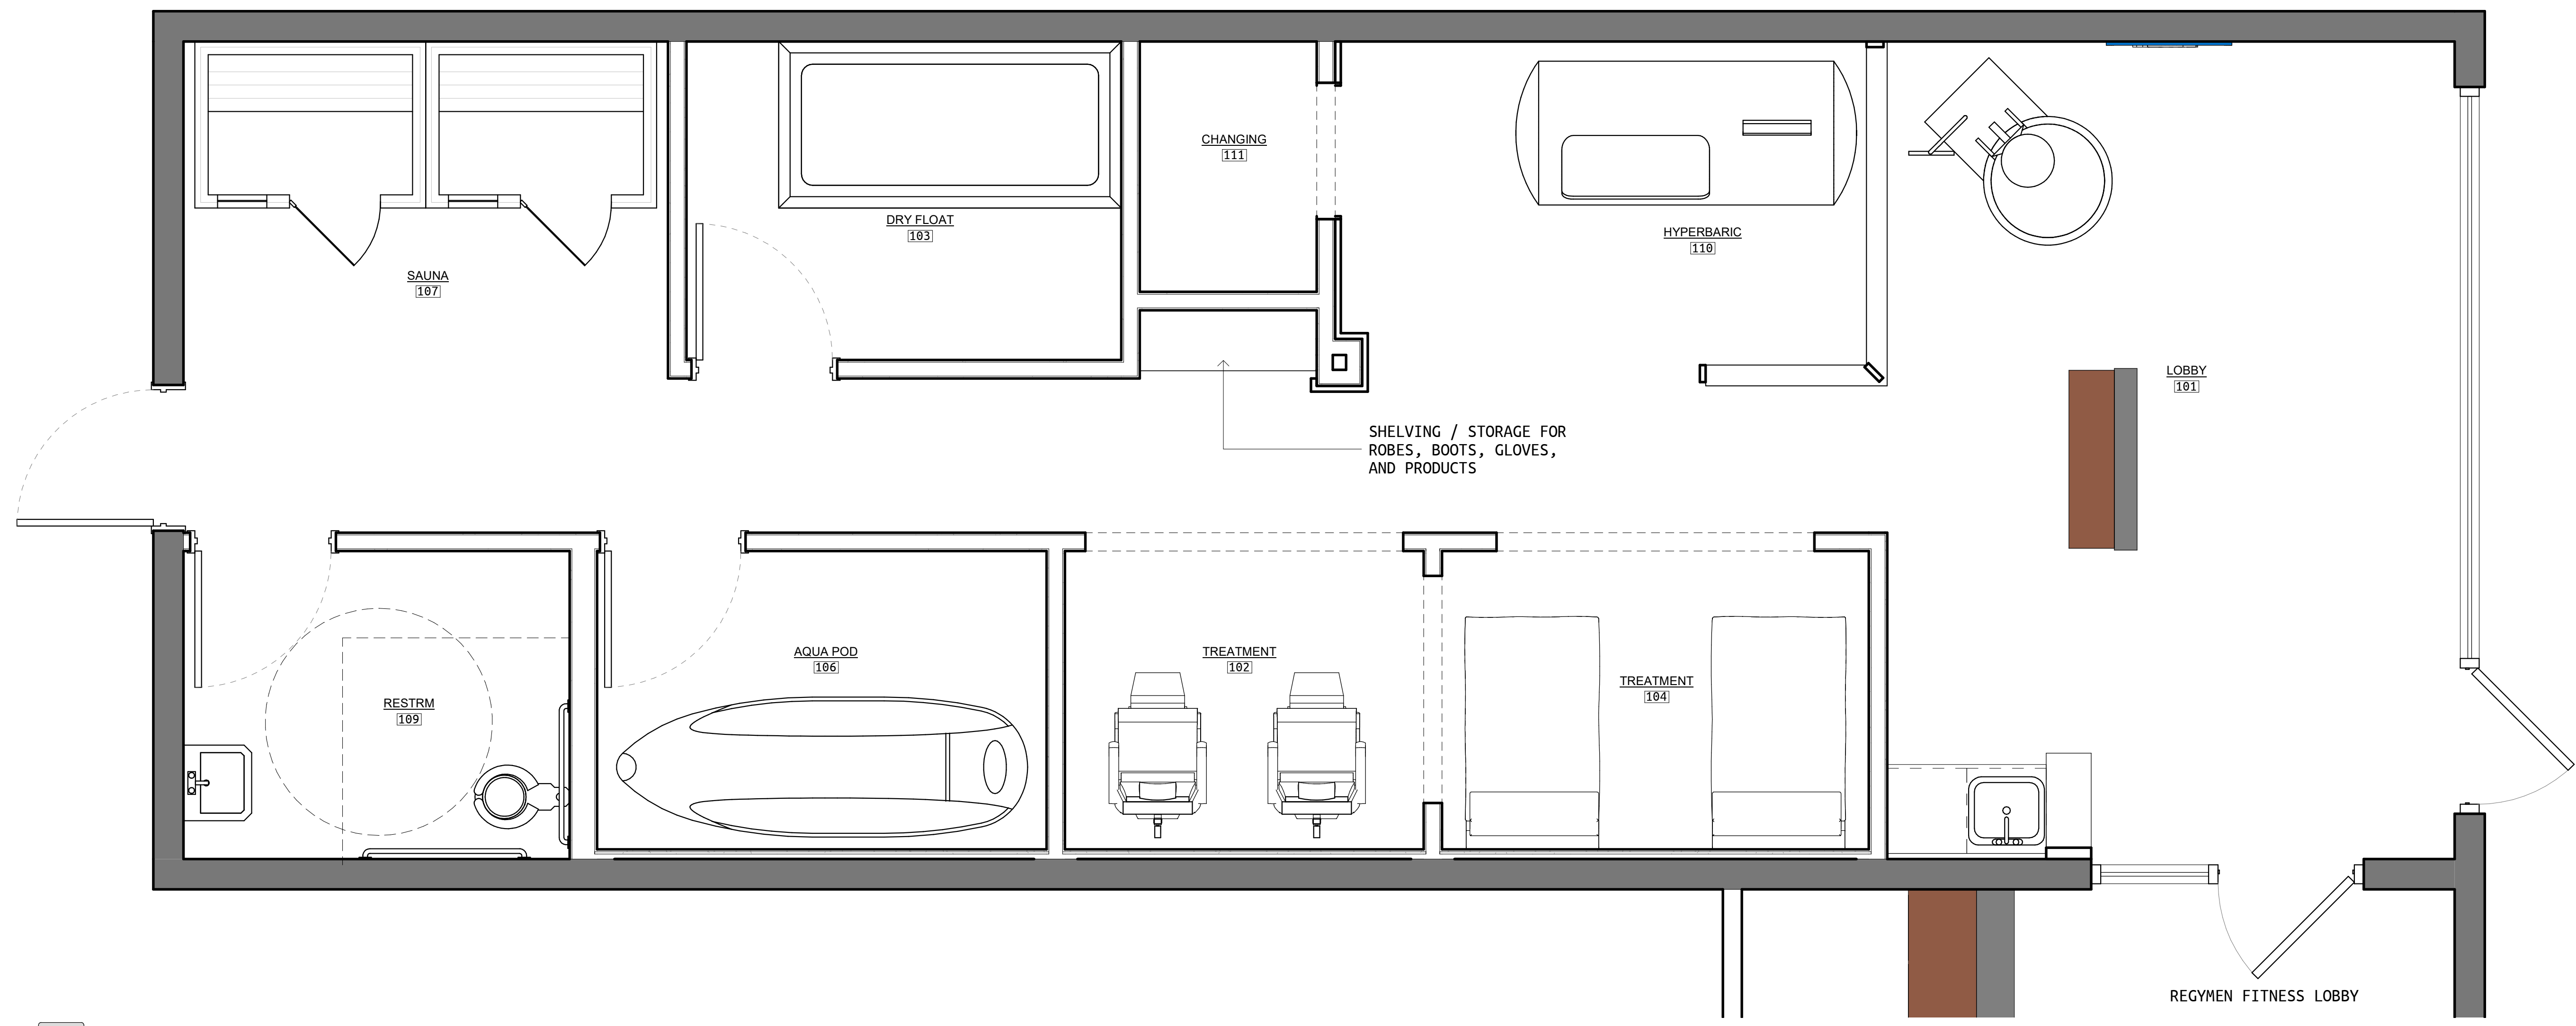 CHANGING
111
DRY FLOAT
103
HYPERBARIC
110
SAUNA
107
LOBBY
101
SHELVING / STORAGE FOR
ROBES, BOOTS, GLOVES,
AND PRODUCTS
RESTRM
109
AQUA POD
106
TREATMENT
102
TREATMENT
104
REGYMEN FITNESS LOBBY